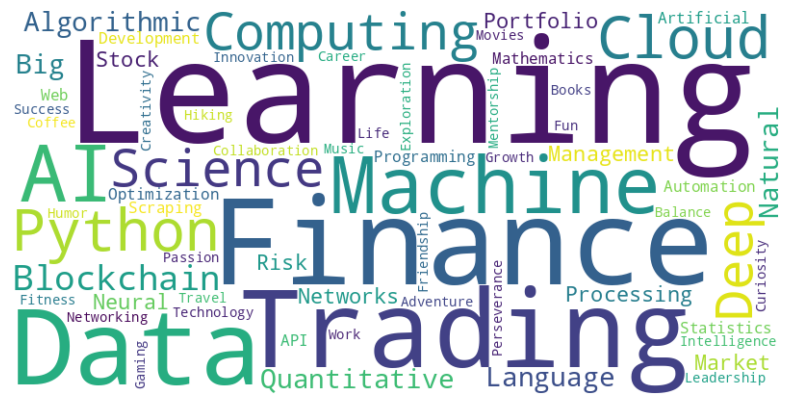 Algorithmic
Computing
Portfolio
Artificial
Development
Movies
Cloud
Stock
Innovation
Career
Mathematics
Big
Learning
Web
Creativity
Exploration
Mentorship
Books
Success
Hiking
Coffee
Life
Fun
AI
Science
Collaboration
Music
Programming
Growth
Management
Natural
Machine
Optimization
Automation
Python
Humor
Scraping
Finance
Friendship
Balance
Deep
Passion
Risk
Curiosity
Blockchain
Perseverance
Fitness
Neural
Travel
Networks
Adventure
Processing
Networking
Technology
Trading
Data
API
Work
Statistics
Intelligence
Gaming
Market
Quantitative
Language
Leadership